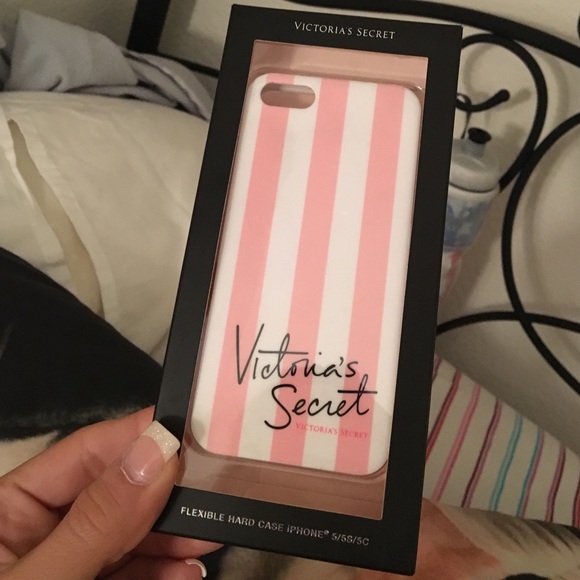 VICTORIA'S SECRET
Victoria's
Secret
VICTORIA'S SECRET
FLEXIBLE HARD CASE iPHONE® 5/5S/5C